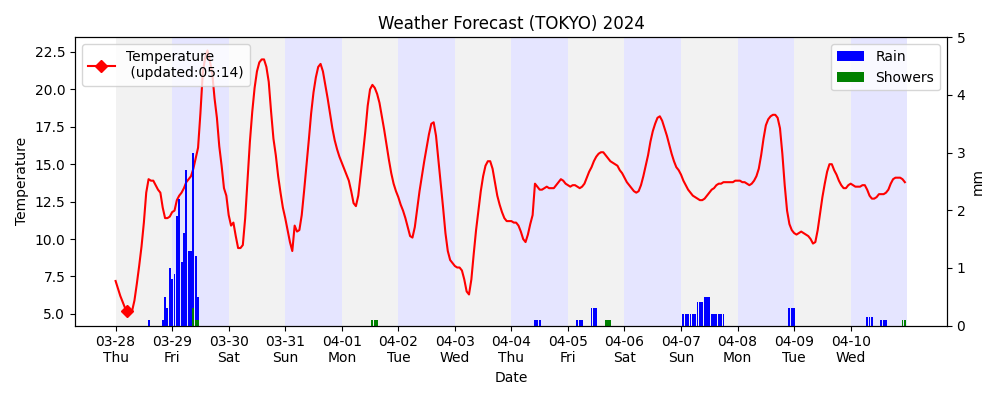 Weather Forecast (TOKYO) 2024
Temperature
(updated:05:14)
Rain
Showers
Temperature
22.5
20.0
17.5
15.0
12.5
10.0
7.5
5.0
5
4
3
2
1
0
mm
03-28 03-29 03-30 03-31 04-01 04-02 04-03 04-04 04-05 04-06 04-07 04-08 04-09 04-10
Thu Fri Sat Sun Mon Tue Wed Thu Fri Sat Sun Mon Tue Wed
Date